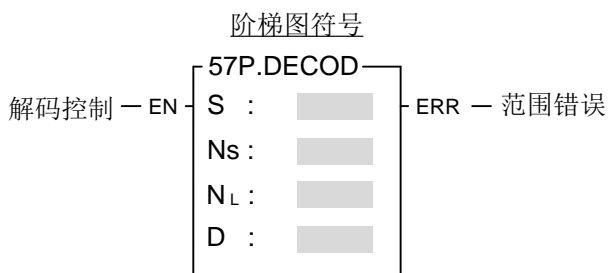 阶梯图符号
57P.DECOD
解码控制 EN S : ERR 范围错误
Ns :
NL :
D :